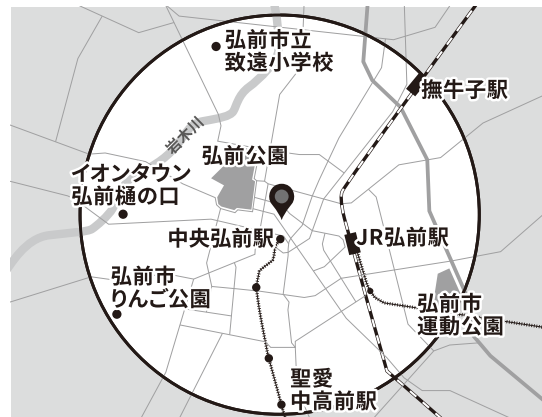 弘前市立
致遠小学校
撫牛子駅
岩木川
弘前公園
イオンタウン
弘前樋の口
中央弘前駅
JR弘前駅
弘前市
りんご公園
弘前市
運動公園
聖愛
中高前駅